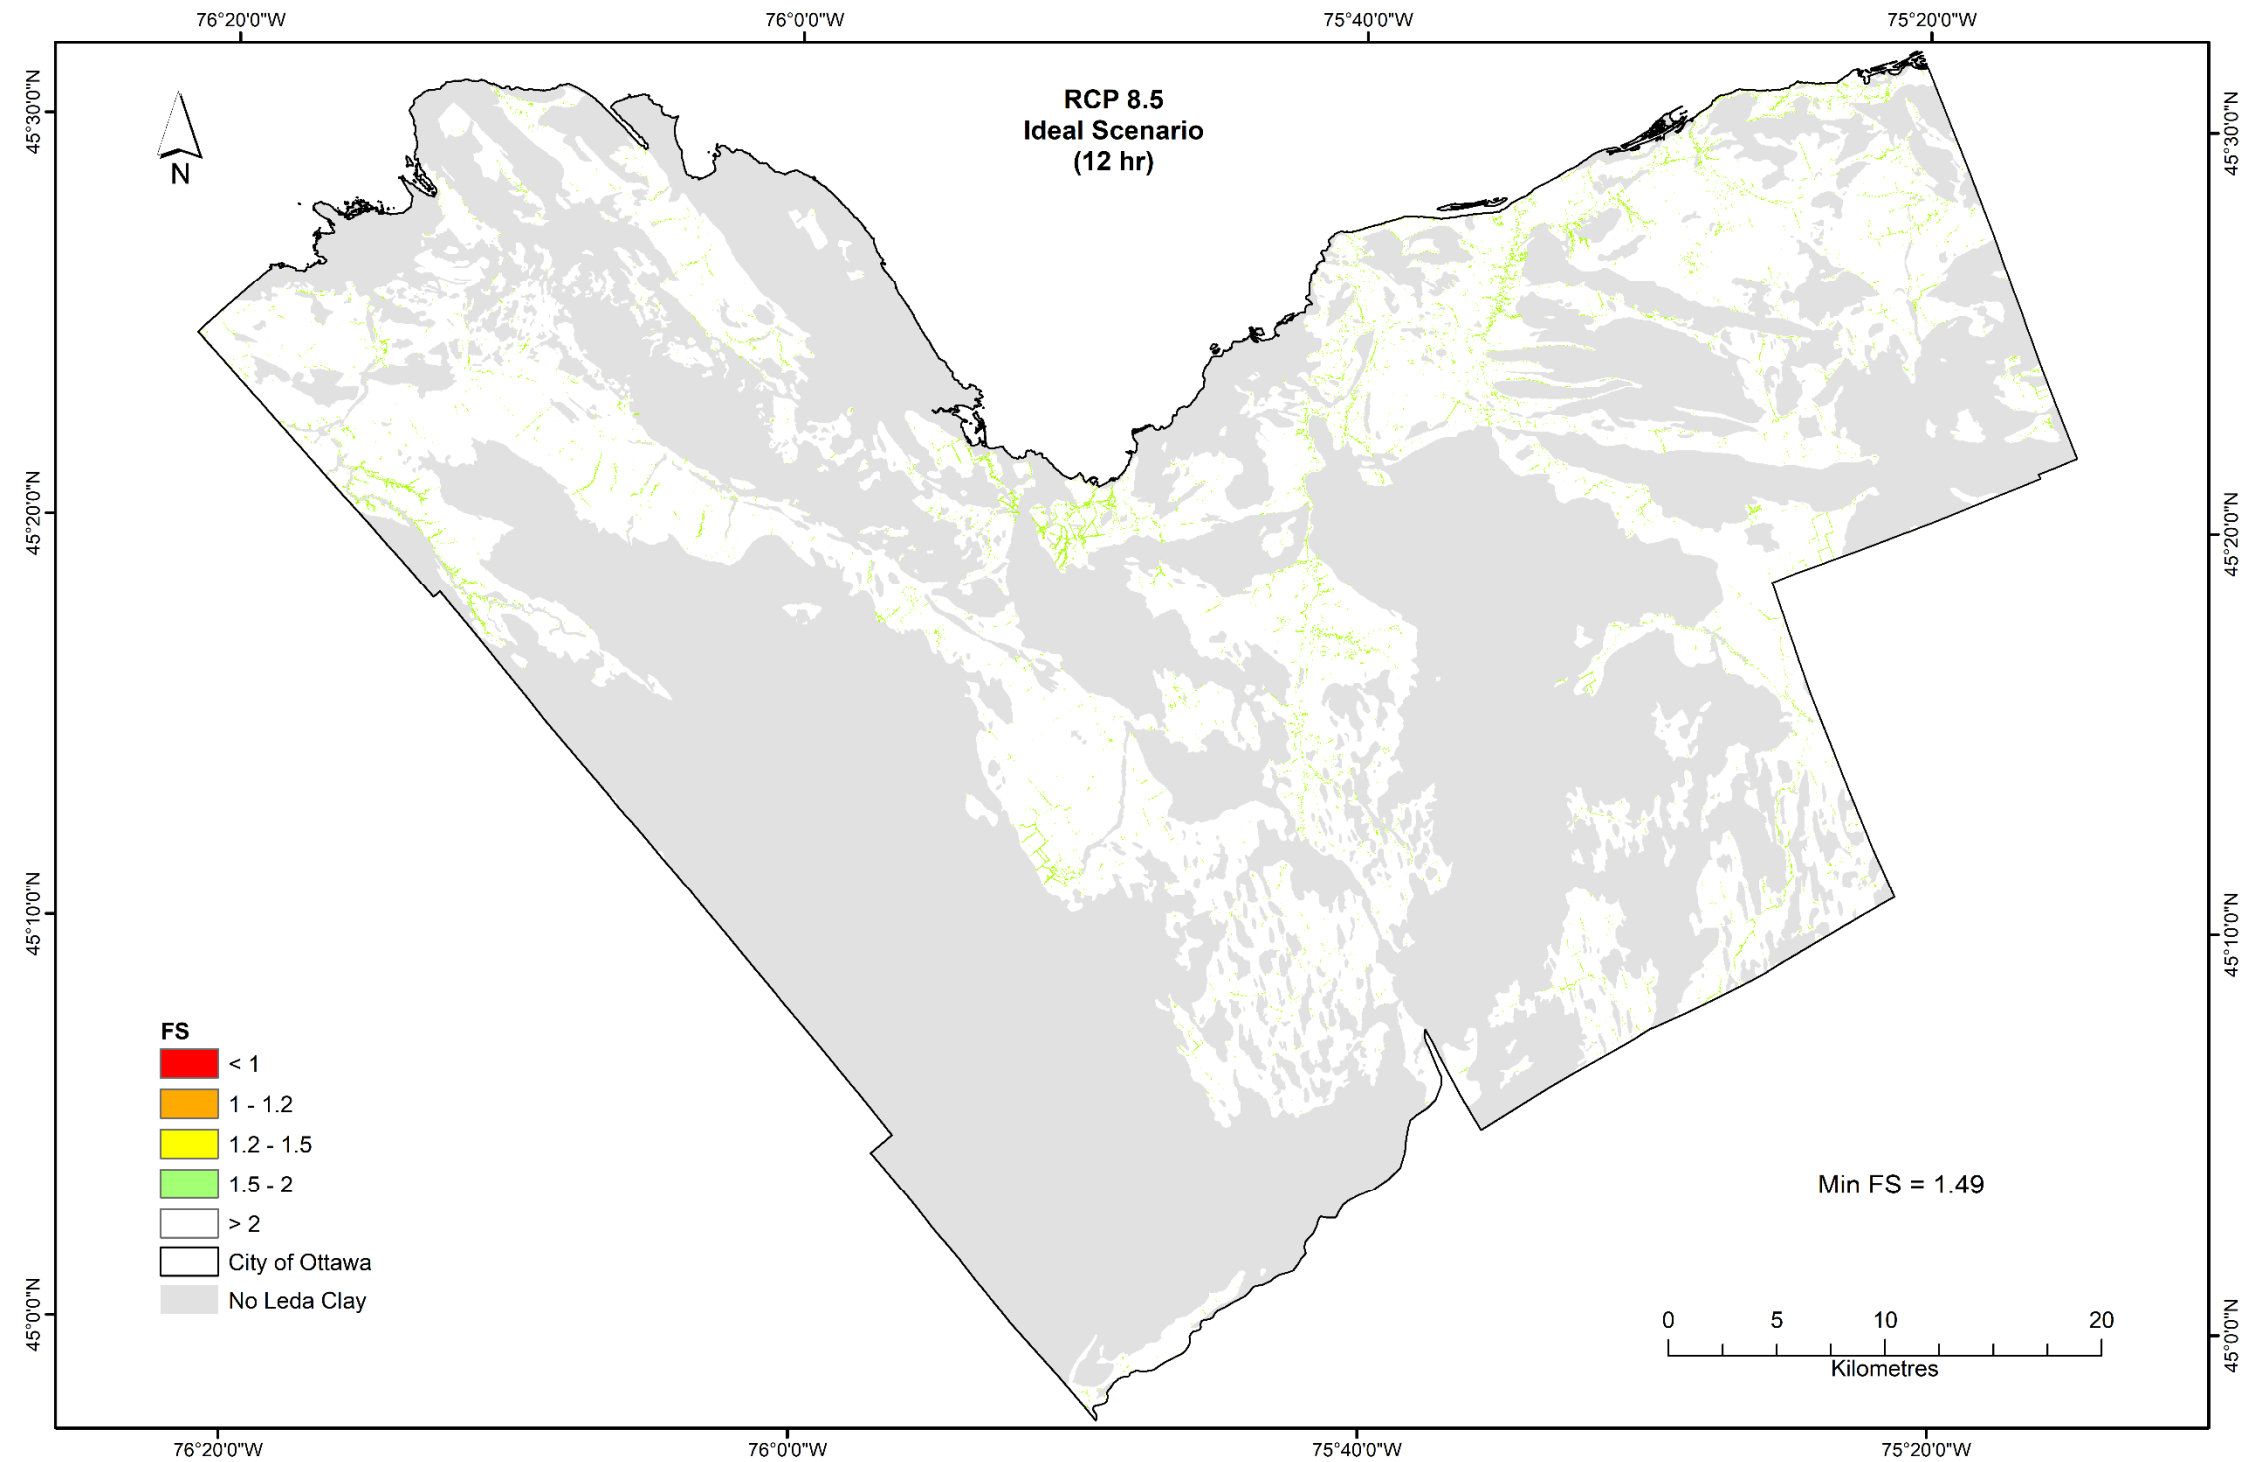 76°20'0"W 76°0'0"W 75°40'0"W 75°20'0"W
45°30'0"N
45°30'0"N
RCP 8.5
Ideal Scenario
(12 hr)
N
45°20'0"N
45°20'0"N
45°10'0"N
45°10'0"N
FS
< 1
1 - 1.2
1.2 - 1.5
1.5 - 2
> 2
City of Ottawa
No Leda Clay
Min FS = 1.49
45°0'0"N
45°0'0"N
0 5 10 20
Kilometres
76°20'0"W 76°0'0"W 75°40'0"W 75°20'0"W